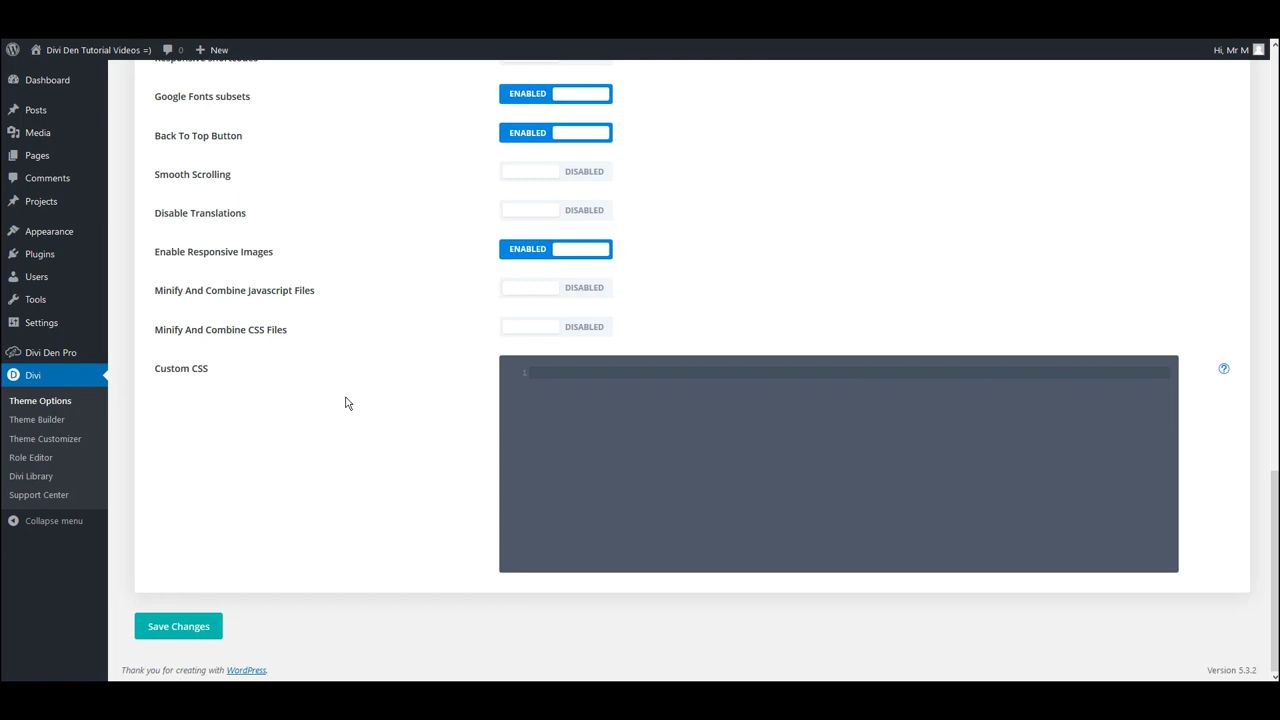 Divi Den Tutorial Videos =) 0 New Hi, Mr M
Dashboard
Posts
Media
Pages
Comments
Projects
Appearance
Plugins
Users
Tools
Settings
Divi Den Pro
Divi
Theme Options
Theme Builder
Theme Customizer
Role Editor
Divi Library
Support Center
Collapse menu
Responsive Shortcodes
Google Fonts subsets ENABLED
Back To Top Button ENABLED
Smooth Scrolling DISABLED
Disable Translations DISABLED
Enable Responsive Images ENABLED
Minify And Combine Javascript Files DISABLED
Minify And Combine CSS Files DISABLED
Custom CSS 1 ?
Save Changes
Thank you for creating with WordPress. Version 5.3.2